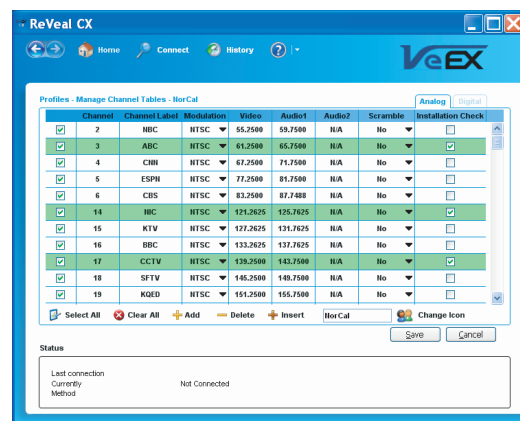 ReVeal CX
Home Connect History ? | ▾
VeEX
Profiles - Manage Channel Tables - NorCal Analog Digital
Channel Channel Label Modulation Video Audio1 Audio2 Scramble Installation Check
2 NBC NTSC 55.2500 59.7500 N/A No
3 ABC NTSC 61.2500 65.7500 N/A No
4 CNN NTSC 67.2500 71.7500 N/A No
5 ESPN NTSC 77.2500 81.7500 N/A No
6 CBS NTSC 83.2500 87.7488 N/A No
14 NIC NTSC 121.2625 125.7625 N/A No
15 KTV NTSC 127.2625 131.7625 N/A No
16 BBC NTSC 133.2625 137.7625 N/A No
17 CCTV NTSC 139.2500 143.7500 N/A No
18 SFTV NTSC 145.2500 149.7500 N/A No
19 KQED NTSC 151.2500 155.7500 N/A No
Select All Clear All Add Delete Insert NorCal Change Icon
Save Cancel
Status
Last connection
Currently Not Connected
Method